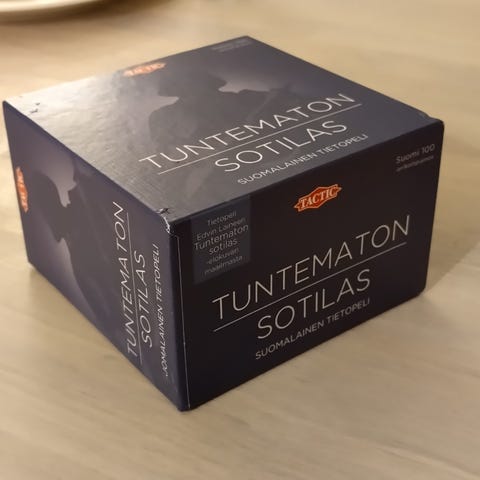 TACTIC
TUNTEMATON
SOTILAS
SUOMALAINEN TIETOPELI
Tietopeli
Edvin Laineen
Tuntematon
sotilas
-elokuvan
maailmasta
TACTIC
Suomi 100
TUNTEMATON
SOTILAS
SUOMALAINEN TIETOPELI
TUNTEMATON
SOTILAS
SUOMALAINEN TIETOPELI